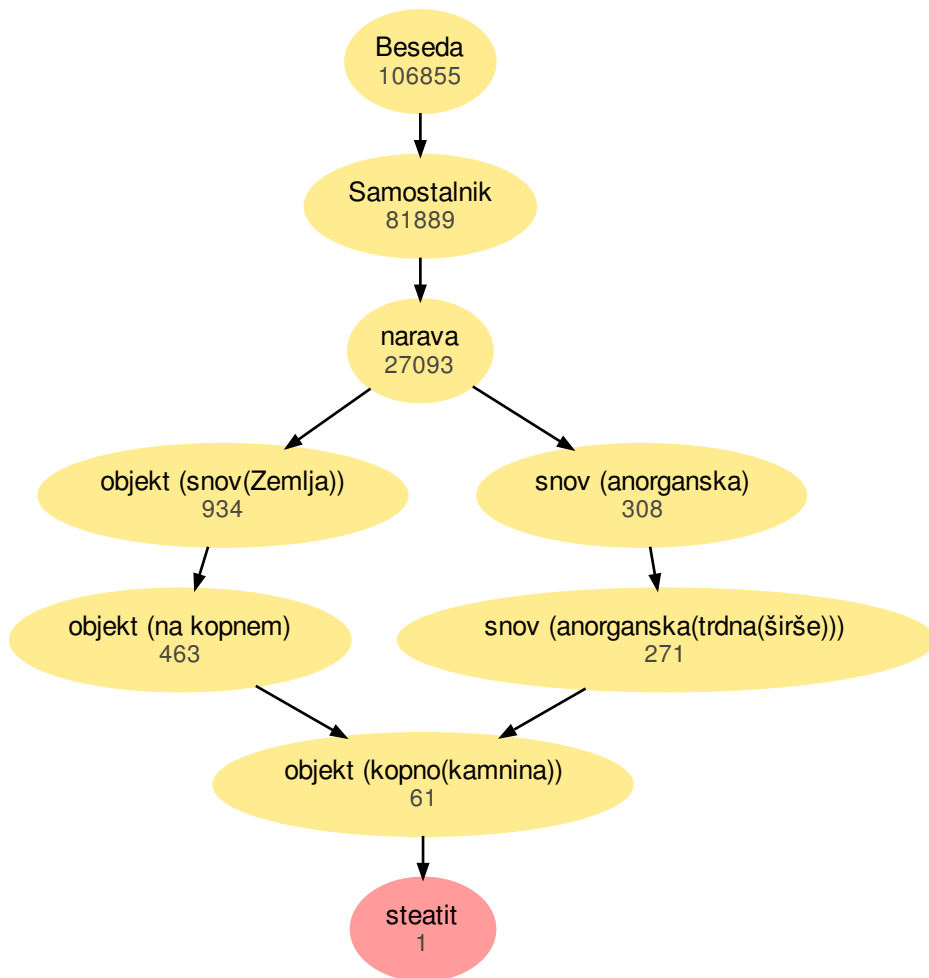 Beseda
106855
Samostalnik
81889
narava
27093
objekt (snov(Zemlja))
934
snov (anorganska)
308
objekt (na kopnem)
463
snov (anorganska(trdna(širše)))
271
objekt (kopno(kamnina))
61
steatit
1